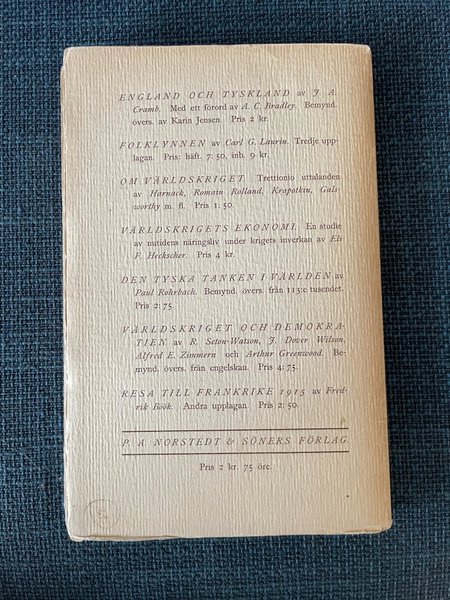 ENGLAND OCH TYSKLAND av J. A.
Cramb. Med ett förord av A. C. Bradley. Bemynd.
övers. av Karin Jensen. Pris 2 kr.
FOLKLYNNEN av Carl G. Laurin. Tredje upp-
lagan. Pris: häft. 7: 50, inb. 9 kr.
OM VÄRLDSKRIGET. Trettionio uttalanden
av Harnack, Romain Rolland, Krapotkin, Gals-
worthy m. fl. Pris 1: 50.
VÄRLDSKRIGETS EKONOMI. En studie
av nutidens näringsliv under krigets inverkan av Eli
F. Heckscher. Pris 4 kr.
DEN TYSKA TANKEN I VÄRLDEN av
Paul Rohrbach. Bemynd. övers. från 113:e tusendet.
Pris 2: 75.
VÄRLDSKRIGET OCH DEMOKRA-
TIEN av R. Seton-Watson, J. Dover Wilson,
Alfred E. Zimmern och Arthur Greenwood. Be-
mynd. övers. från engelskan. Pris 4: 75.
RESA TILL FRANKRIKE 1915 av Fred-
rik Böök. Andra upplagan. Pris 2: 50.
P. A. NORSTEDT & SÖNERS FÖRLAG.
Pris 2 kr. 75 öre.